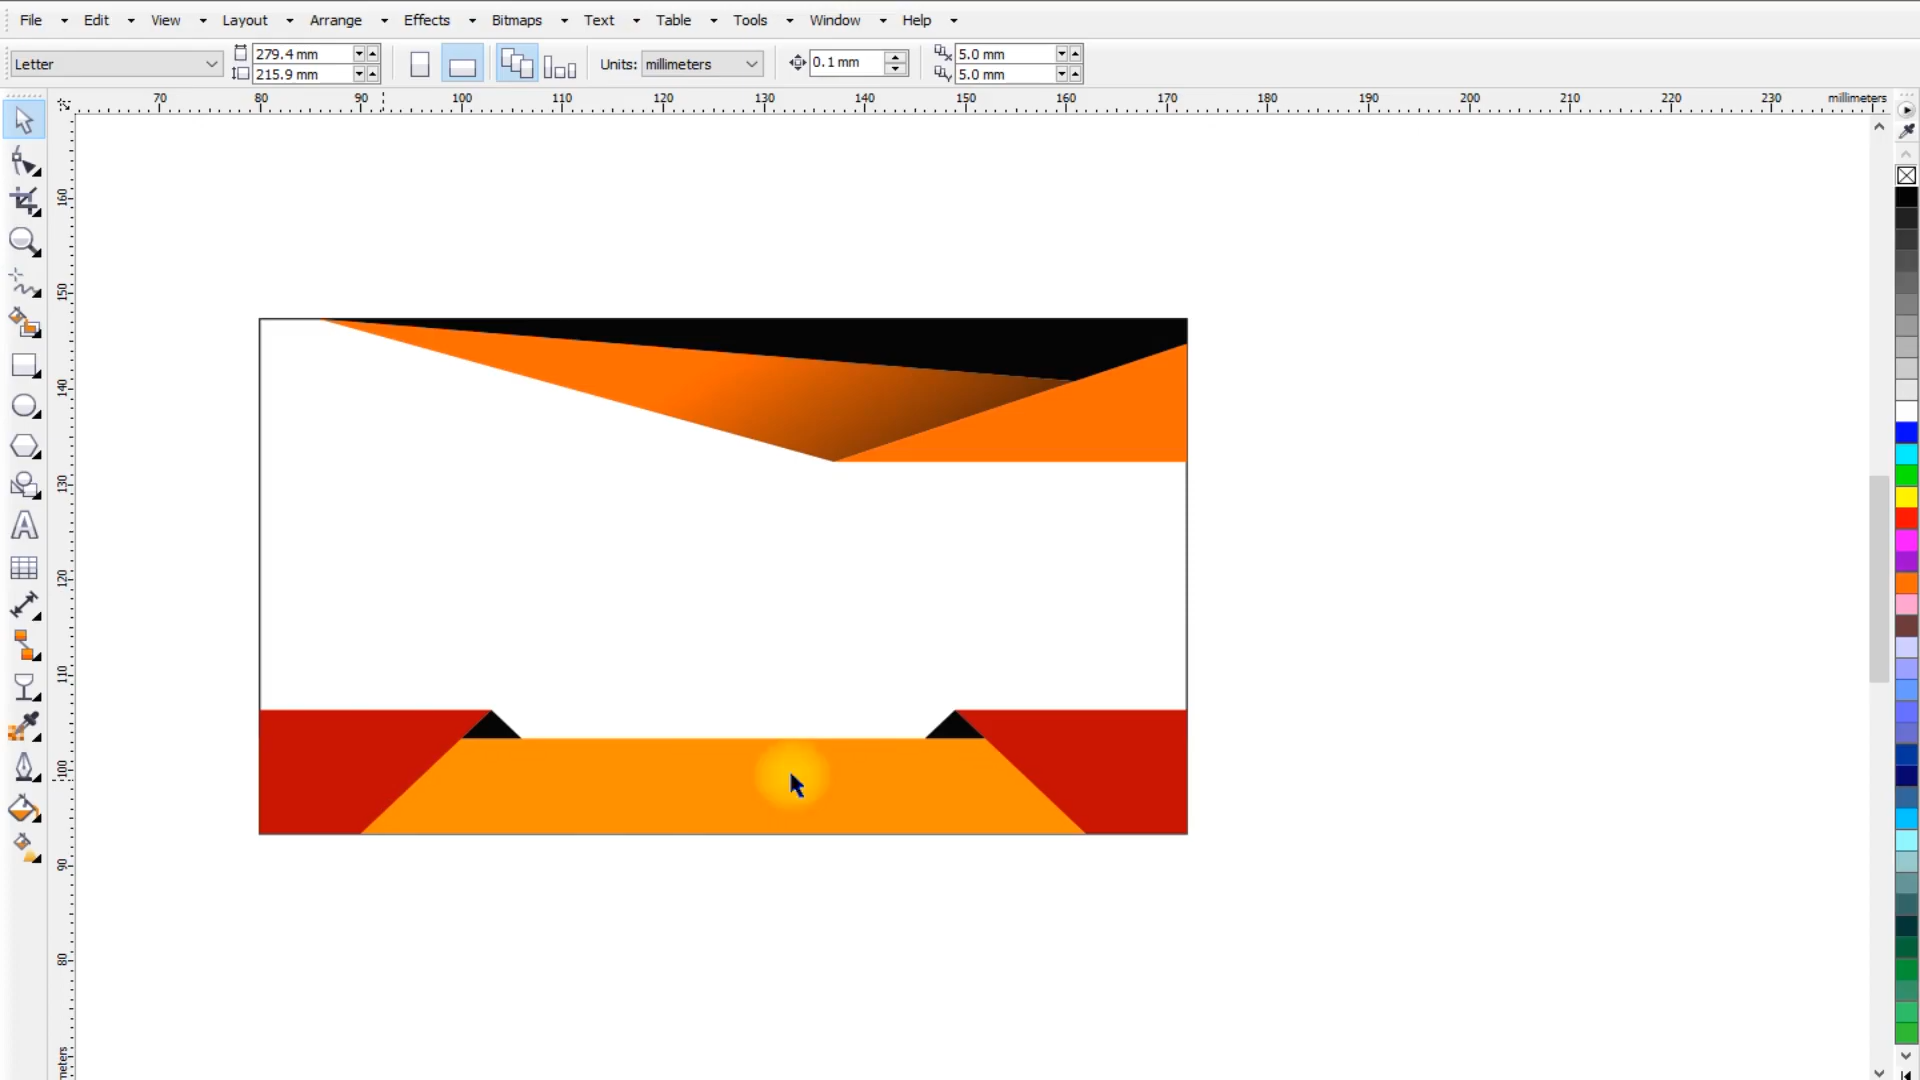 File Edit View Layout Arrange Effects Bitmaps Text Table Tools Window Help
Letter 279.4 mm Units: millimeters 0.1 mm 5.0 mm
215.9 mm 5.0 mm
70 80 90 100 110 120 130 140 150 160 170 180 190 200 210 220 230 millimeters
160
150
140
130
120
110
100
90
80
meters